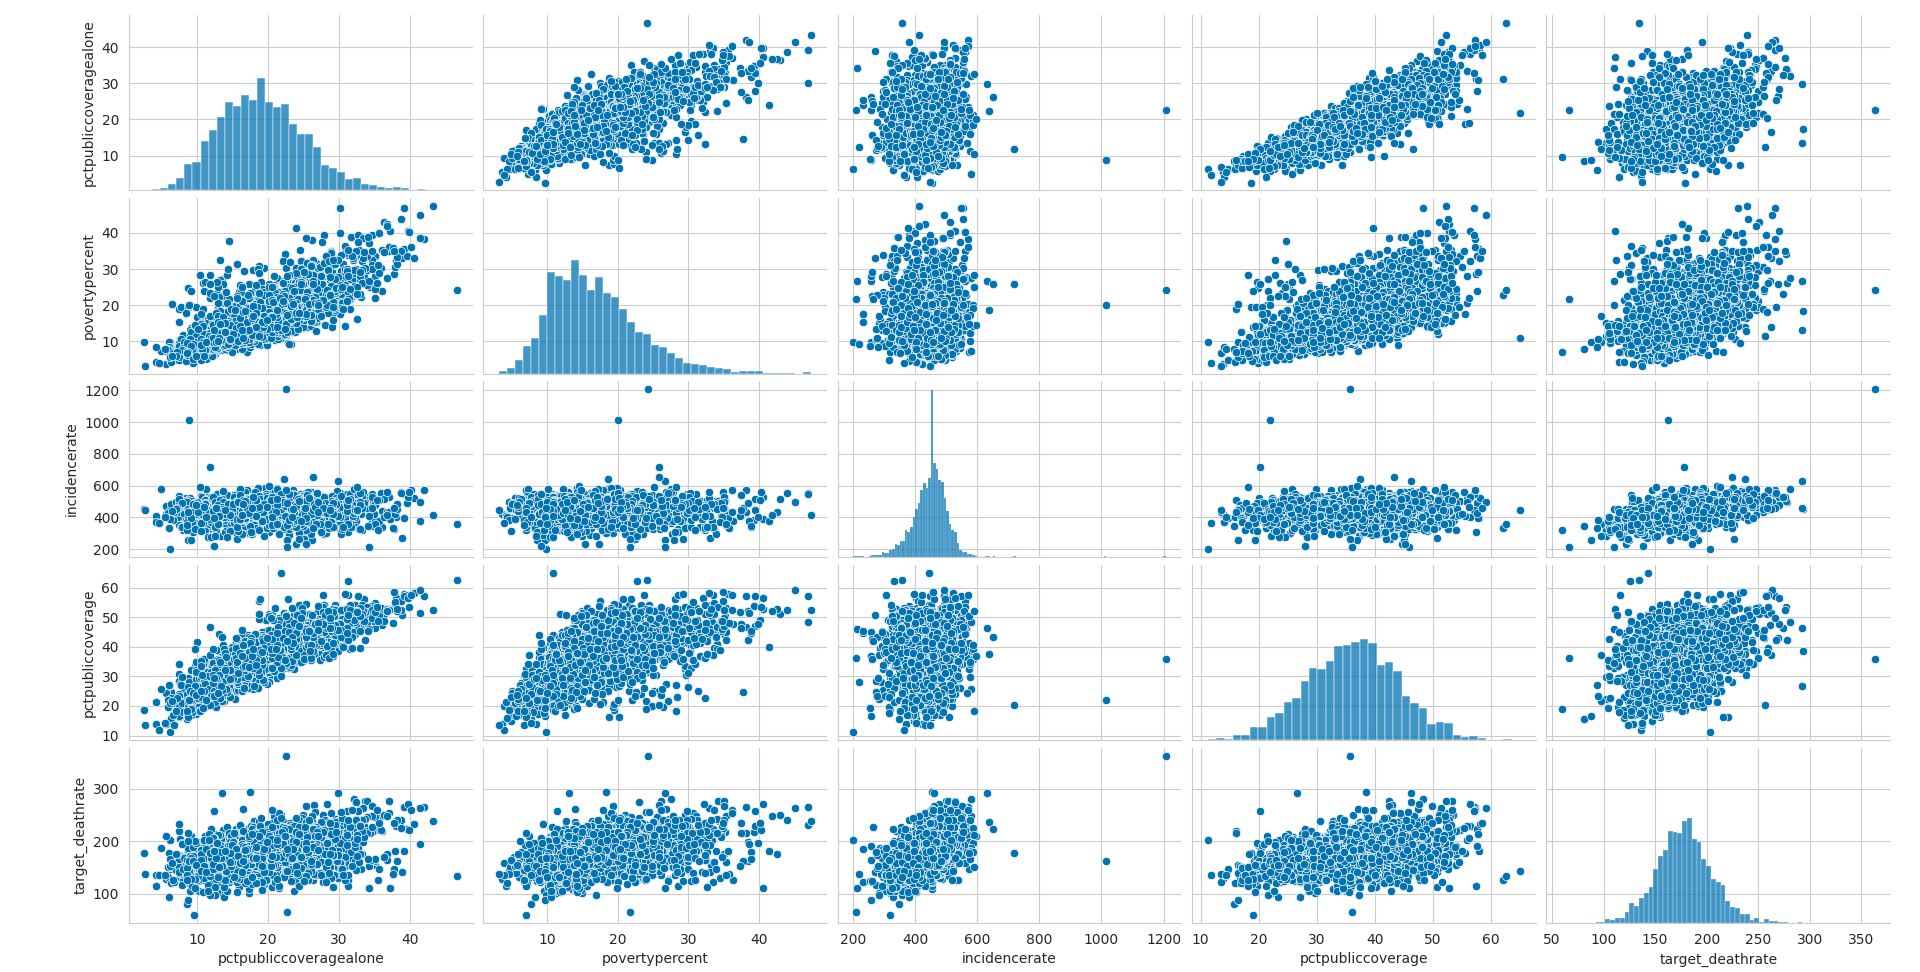 pctpubliccoveragealone
40
30
20
10
povertypercent
40
30
20
10
incidencerate
1200
1000
800
600
400
200
pctpubliccoverage
60
50
40
30
20
10
target_deathrate
300
200
100
10 20 30 40
10 20 30 40
200 400 600 800 1000 1200
10 20 30 40 50 60
50 100 150 200 250 300 350
pctpubliccoveragealone
povertypercent
incidencerate
pctpubliccoverage
target_deathrate